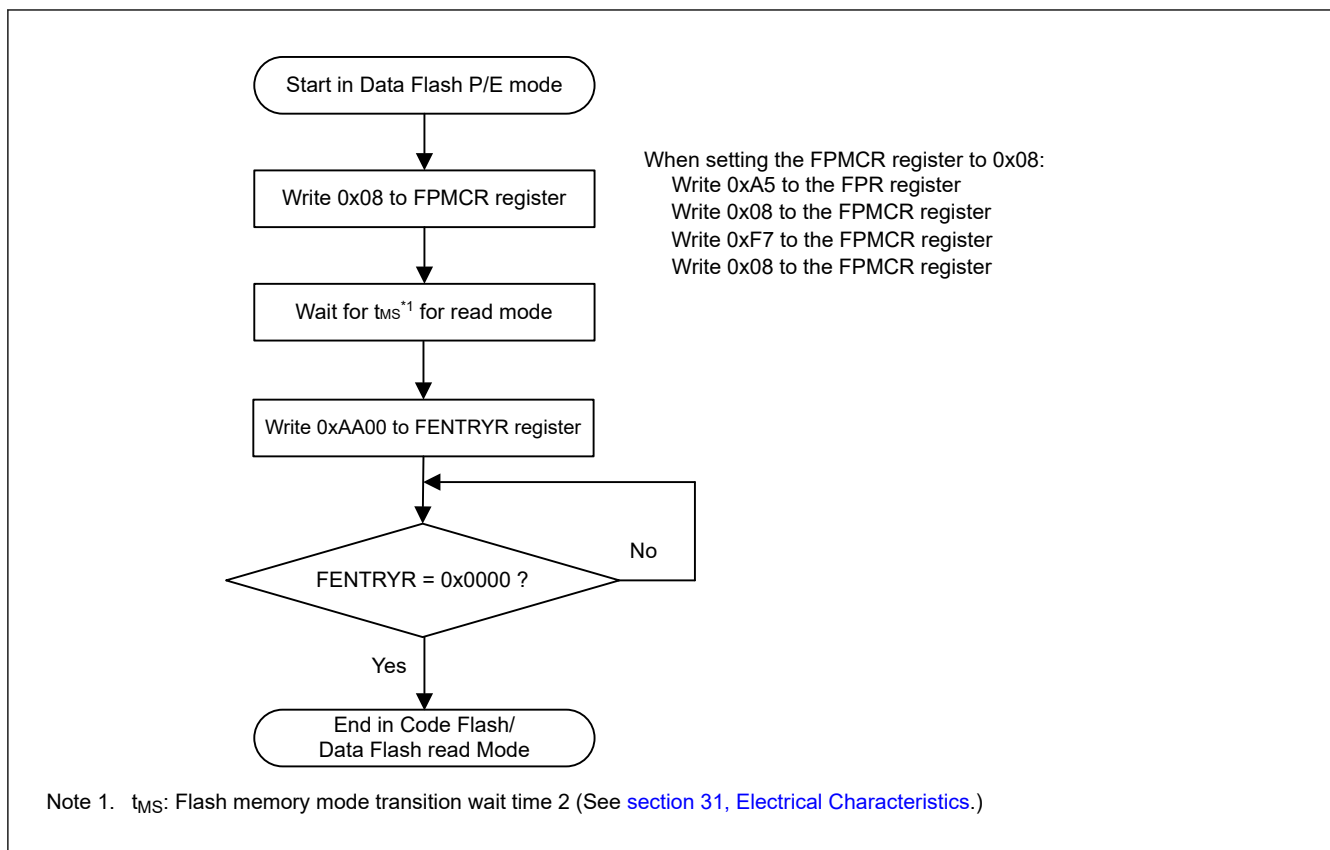 Start in Data Flash P/E mode
When setting the FPMCR register to 0x08:
Write 0xA5 to the FPR register
Write 0x08 to the FPMCR register
Write 0xF7 to the FPMCR register
Write 0x08 to the FPMCR register
Write 0x08 to FPMCR register
Wait for tMS*1 for read mode
Write 0xAA00 to FENTRYR register
FENTRYR = 0x0000 ?
No
Yes
End in Code Flash/
Data Flash read Mode
Note 1. tMS: Flash memory mode transition wait time 2 (See section 31, Electrical Characteristics.)